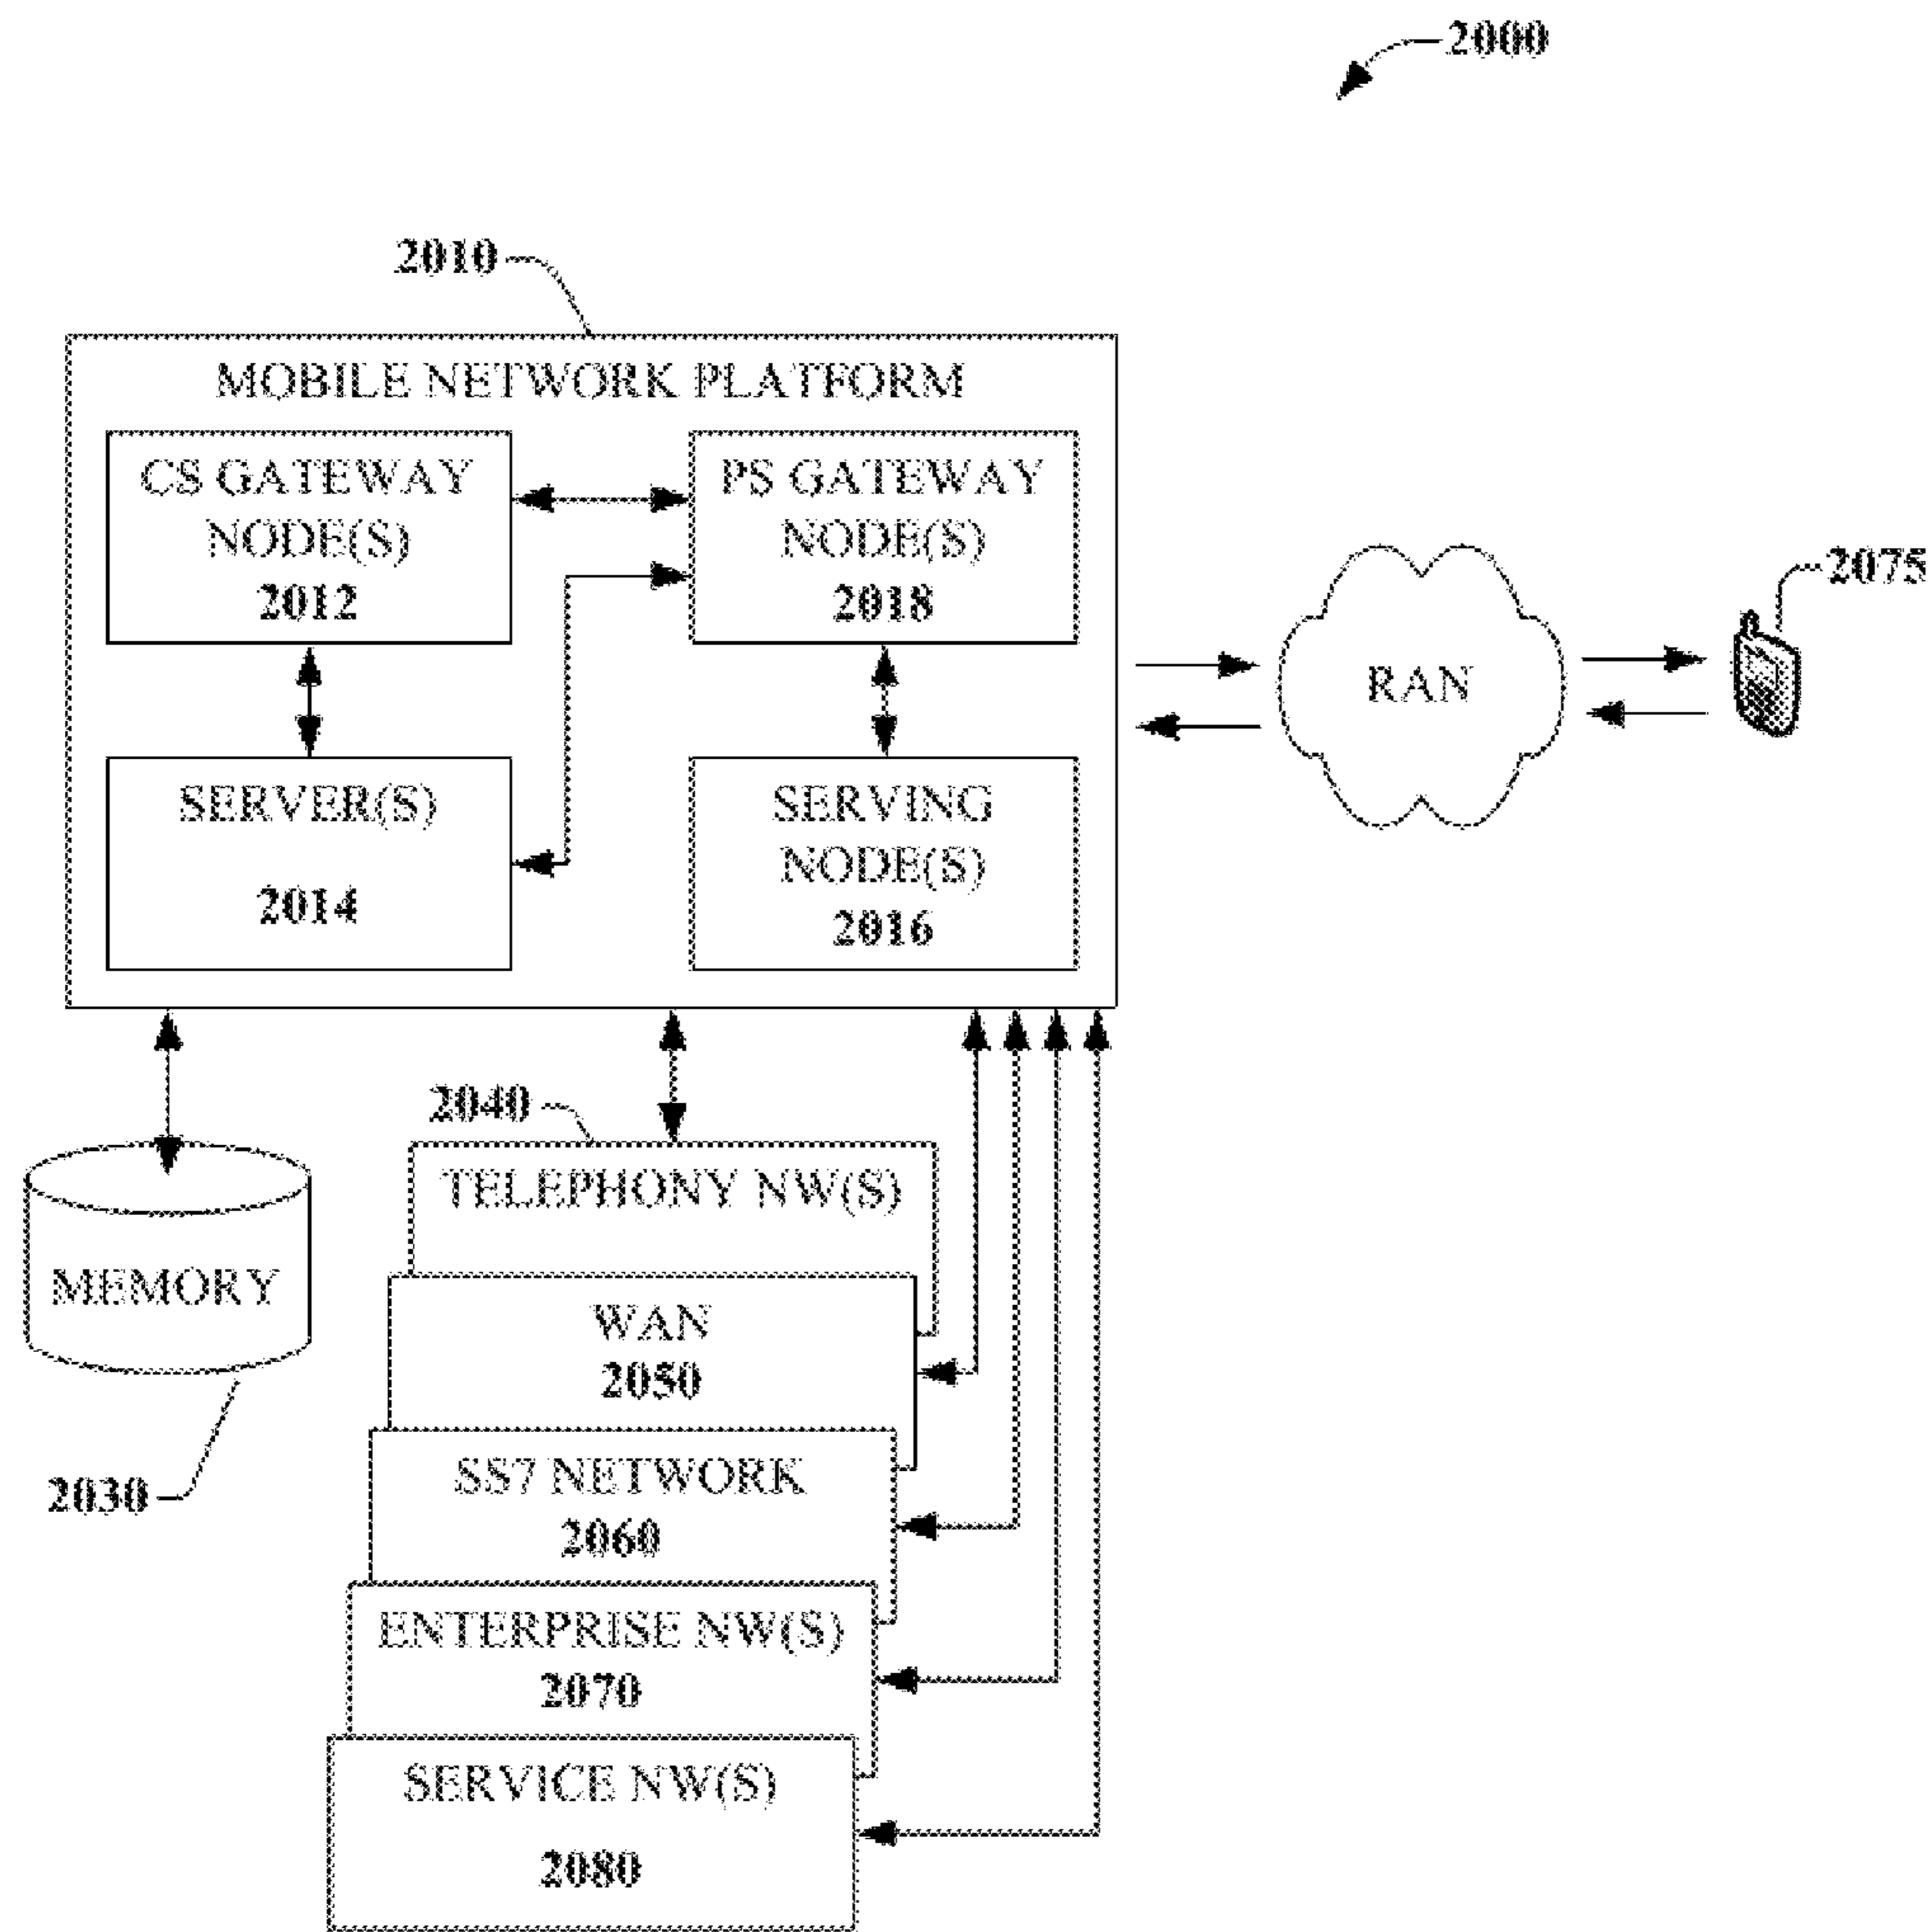 2000
2010
MOBILE NETWORK PLATFORM
CS GATEWAY
NODE(S)
2012
PS GATEWAY
NODE(S)
2018
SERVER(S)
2014
SERVING
NODE(S)
2016
RAN
2075
2040
TELEPHONY NW(S)
MEMORY
2030
WAN
2050
SS7 NETWORK
2060
ENTERPRISE NW(S)
2070
SERVICE NW(S)
2080